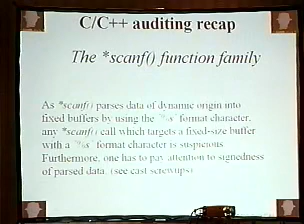 C/C++ auditing recap
The *scanf() function family
As *scanf() parses data of dynamic origin into
fixed buffers by using the "%s" format character,
any *scanf() call which targets a fixed-size buffer
with a "%s" format character is suspicious
Furthermore, one has to pay attention to signedness
of parsed data. (see cast screwups)